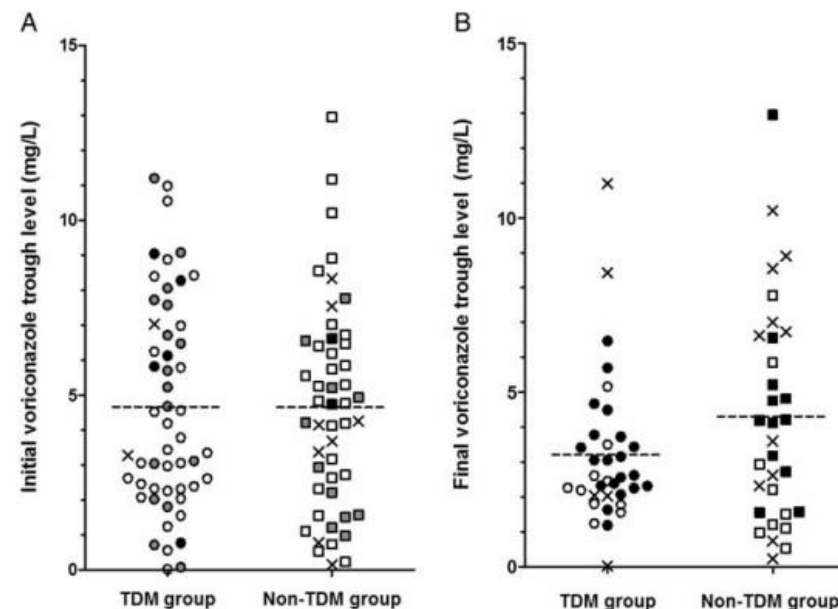 A
Initial voriconazole trough level (mg/L)
15
10
5
0
TDM group
Non-TDM group
B
Final voriconazole trough level (mg/L)
15
10
5
0
TDM group
Non-TDM group